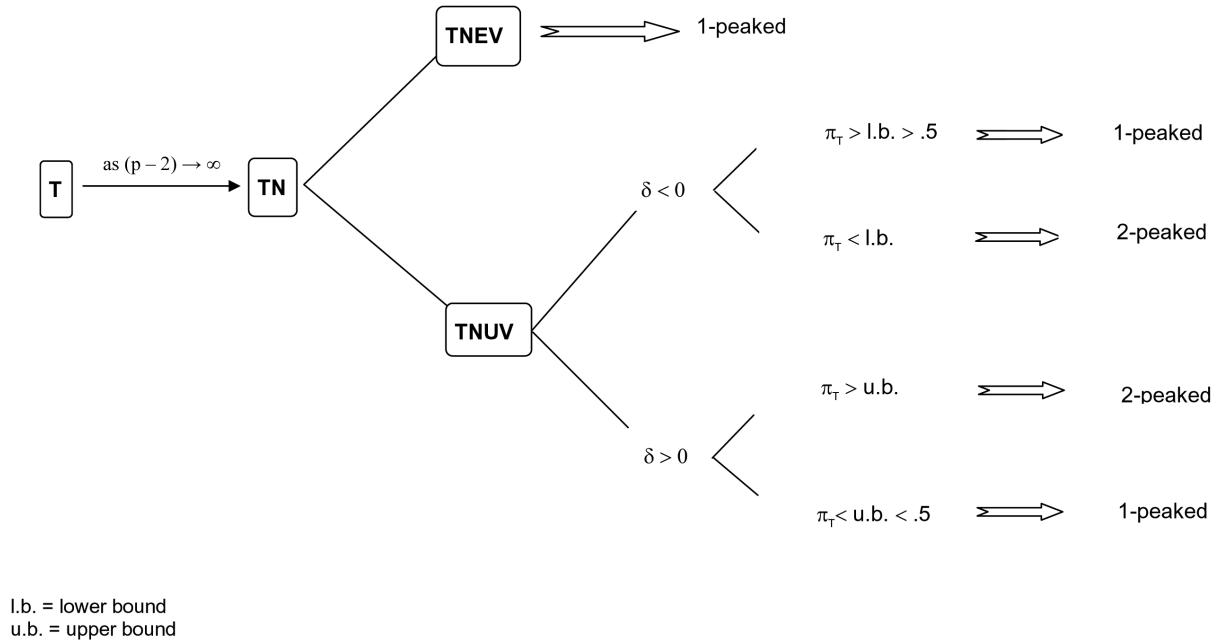 TNEV
1-peaked
π_T > l.b. > .5
1-peaked
as (p – 2) → ∞
T
TN
δ < 0
π_T < l.b.
2-peaked
TNUV
π_T > u.b.
2-peaked
δ > 0
π_T< u.b. < .5
1-peaked
l.b. = lower bound
u.b. = upper bound